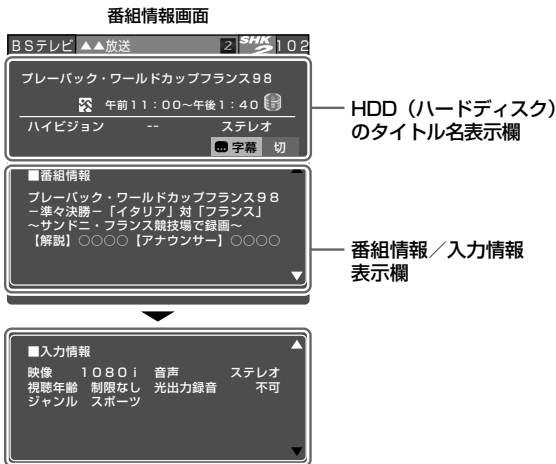 番組情報画面
BSテレビ ▲▲放送 2 SHK2 102
プレーバック・ワールドカップフランス98
午前11:00~午後1:40
ハイビジョン -- ステレオ
字幕 切
HDD(ハードディスク)
のタイトル名表示欄
■番組情報
プレーバック・ワールドカップフランス98
-準々決勝-「イタリア」対「フランス」
~サンドニ・フランス競技場で録画~
【解説】○○○○【アナウンサー】○○○○
番組情報/入力情報
表示欄
■入力情報
映像 1080i 音声 ステレオ
視聴年齢 制限なし 光出力録音 不可
ジャンル スポーツ